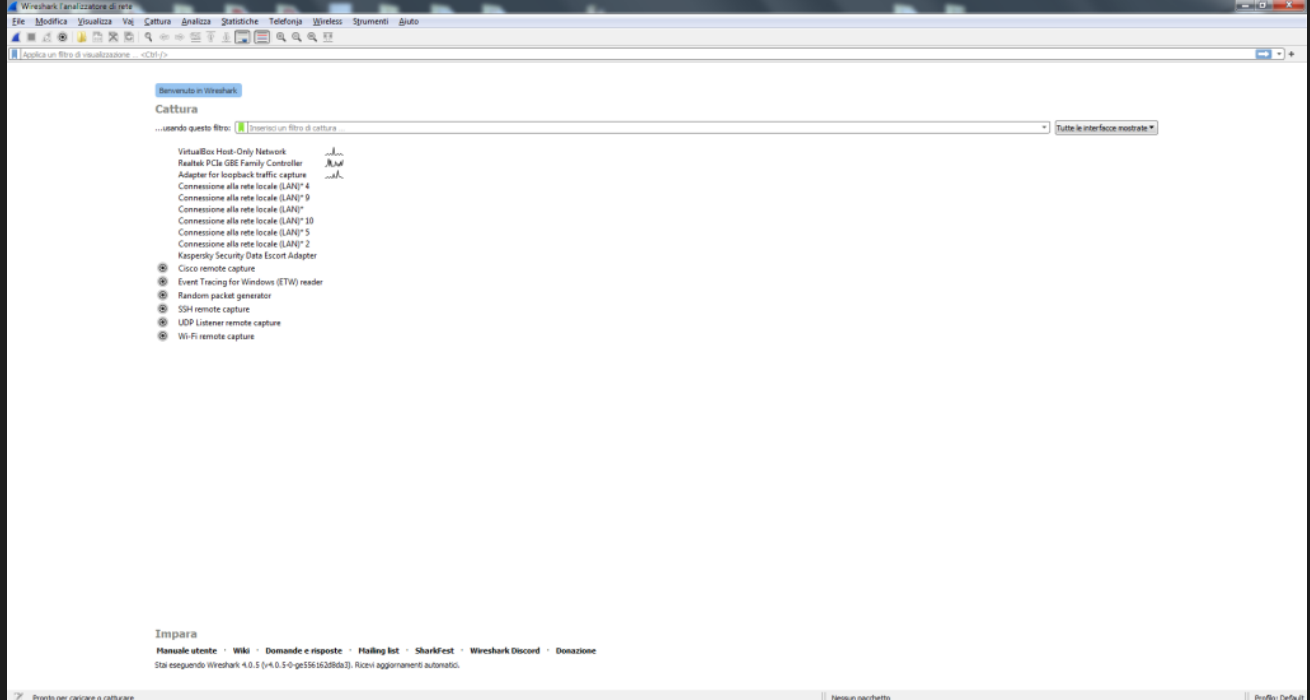 Wireshark l'analizzatore di rete
File Modifica Visualizza Vai Cattura Analizza Statistiche Telefonja Wireless Strumenti Aiuto
Applica un filtro di visualizzazione ... <Ctrl-/>
Benvenuto in Wireshark
Cattura
...usando questo filtro: Inserisci un filtro di cattura ... Tutte le interfacce mostrate
VirtualBox Host-Only Network
Realtek PCIe GBE Family Controller
Adapter for loopback traffic capture
Connessione alla rete locale (LAN)* 4
Connessione alla rete locale (LAN)* 9
Connessione alla rete locale (LAN)*
Connessione alla rete locale (LAN)* 10
Connessione alla rete locale (LAN)* 5
Connessione alla rete locale (LAN)* 2
Kaspersky Security Data Escort Adapter
Cisco remote capture
Event Tracing for Windows (ETW) reader
Random packet generator
SSH remote capture
UDP Listener remote capture
Wi-Fi remote capture
Impara
Manuale utente · Wiki · Domande e risposte · Mailing list · SharkFest · Wireshark Discord · Donazione
Stai eseguendo Wireshark 4.0.5 (v4.0.5-0-ge556162d8da3). Ricevi aggiornamenti automatici.
Pronto per caricare o catturare Nessun pacchetto Profilo: Default